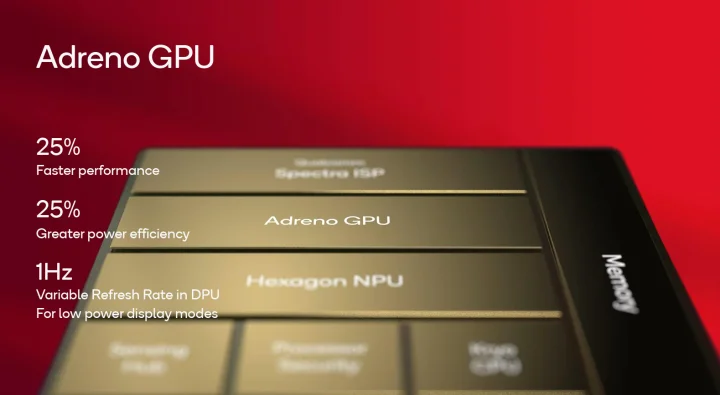 Adreno GPU
25%
Faster performance
25%
Greater power efficiency
1Hz
Variable Refresh Rate in DPU
For low power display modes
Qualcomm
Spectra ISP
Adreno GPU
Hexagon NPU
Memory
Sensing
Hub
Processor
Security
Kryo
CPU